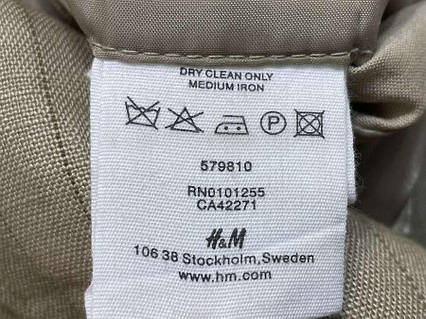 DRY CLEAN ONLY
MEDIUM IRON
P
579810
RN0101255
CA42271
H&M
106 38 Stockholm, Sweden
www.hm.com